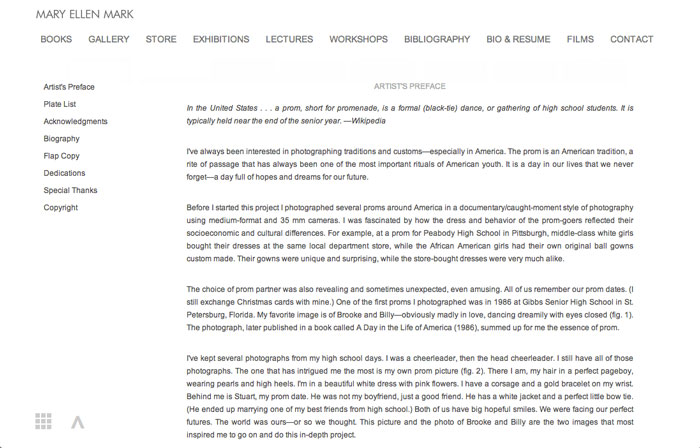 MARY ELLEN MARK
BOOKS GALLERY STORE EXHIBITIONS LECTURES WORKSHOPS BIBLIOGRAPHY BIO & RESUME FILMS CONTACT
Artist's Preface
Plate List
Acknowledgments
Biography
Flap Copy
Dedications
Special Thanks
Copyright
ARTIST'S PREFACE
In the United States . . . a prom, short for promenade, is a formal (black-tie) dance, or gathering of high school students. It is
typically held near the end of the senior year. —Wikipedia
I've always been interested in photographing traditions and customs—especially in America. The prom is an American tradition, a
rite of passage that has always been one of the most important rituals of American youth. It is a day in our lives that we never
forget—a day full of hopes and dreams for our future.
Before I started this project I photographed several proms around America in a documentary/caught-moment style of photography
using medium-format and 35 mm cameras. I was fascinated by how the dress and behavior of the prom-goers reflected their
socioeconomic and cultural differences. For example, at a prom for Peabody High School in Pittsburgh, middle-class white girls
bought their dresses at the same local department store, while the African American girls had their own original ball gowns
custom made. Their gowns were unique and surprising, while the store-bought dresses were very much alike.
The choice of prom partner was also revealing and sometimes unexpected, even amusing. All of us remember our prom dates. (I
still exchange Christmas cards with mine.) One of the first proms I photographed was in 1986 at Gibbs Senior High School in St.
Petersburg, Florida. My favorite image is of Brooke and Billy—obviously madly in love, dancing dreamily with eyes closed (fig. 1).
The photograph, later published in a book called A Day in the Life of America (1986), summed up for me the essence of prom.
I've kept several photographs from my high school days. I was a cheerleader, then the head cheerleader. I still have all of those
photographs. The one that has intrigued me the most is my own prom picture (fig. 2). There I am, my hair in a perfect pageboy,
wearing pearls and high heels. I'm in a beautiful white dress with pink flowers. I have a corsage and a gold bracelet on my wrist.
Behind me is Stuart, my prom date. He was not my boyfriend, just a good friend. He has a white jacket and a perfect little bow tie.
(He ended up marrying one of my best friends from high school.) Both of us have big hopeful smiles. We were facing our perfect
futures. The world was ours—or so we thought. This picture and the photo of Brooke and Billy are the two images that most
inspired me to go on and do this in-depth project.